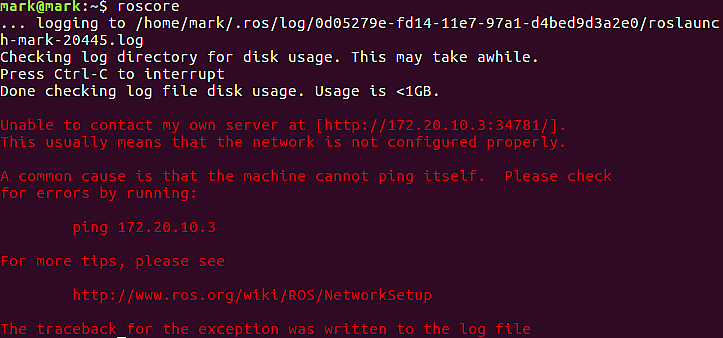 mark@mark:~$ roscore
... logging to /home/mark/.ros/log/0d05279e-fd14-11e7-97a1-d4bed9d3a2e0/roslaunc
h-mark-20445.log
Checking log directory for disk usage. This may take awhile.
Press Ctrl-C to interrupt
Done checking log file disk usage. Usage is <1GB.
Unable to contact my own server at [http://172.20.10.3:34781/].
This usually means that the network is not configured properly.
A common cause is that the machine cannot ping itself.  Please check
for errors by running:
ping 172.20.10.3
For more tips, please see
http://www.ros.org/wiki/ROS/NetworkSetup
The traceback for the exception was written to the log file